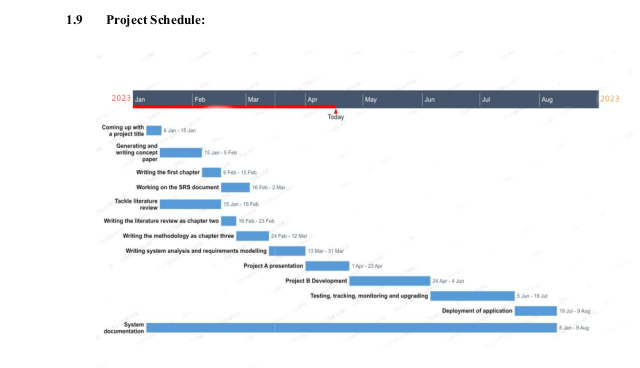 1.9 Project Schedule:
2023 Jan Feb Mar Apr May Jun Jul Aug 2023
Today
Coming up with
a project title 8 Jan - 15 Jan
Generating and
writing concept
paper 15 Jan - 5 Feb
Writing the first chapter 6 Feb - 15 Feb
Working on the SRS document 16 Feb - 2 Mar
Tackle literature
review 15 Jan - 15 Feb
Writing the literature review as chapter two 16 Feb - 23 Feb
Writing the methodology as chapter three 24 Feb - 12 Mar
Writing system analysis and requirements modelling 13 Mar - 31 Mar
Project A presentation 1 Apr - 23 Apr
Project B Development 24 Apr - 4 Jun
Testing, tracking, monitoring and upgrading 5 Jun - 18 Jul
Deployment of application 19 Jul - 9 Aug
System
documentation 8 Jan - 9 Aug